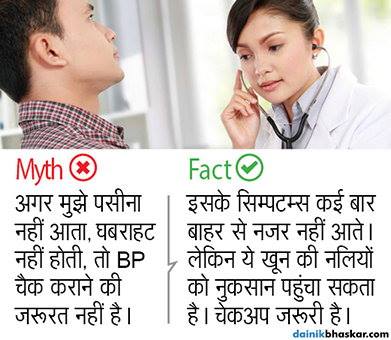 Myth
अगर मुझे पसीना
नहीं आता, घबराहट
नहीं होती, तो BP
चैक कराने की
जरूरत नहीं है।
Fact
इसके सिम्पटम्स कई बार
बाहर से नजर नहीं आते।
लेकिन ये खून की नलियों
को नुकसान पहुंचा सकता
है। चेकअप जरूरी है।
dainikbhaskar.com